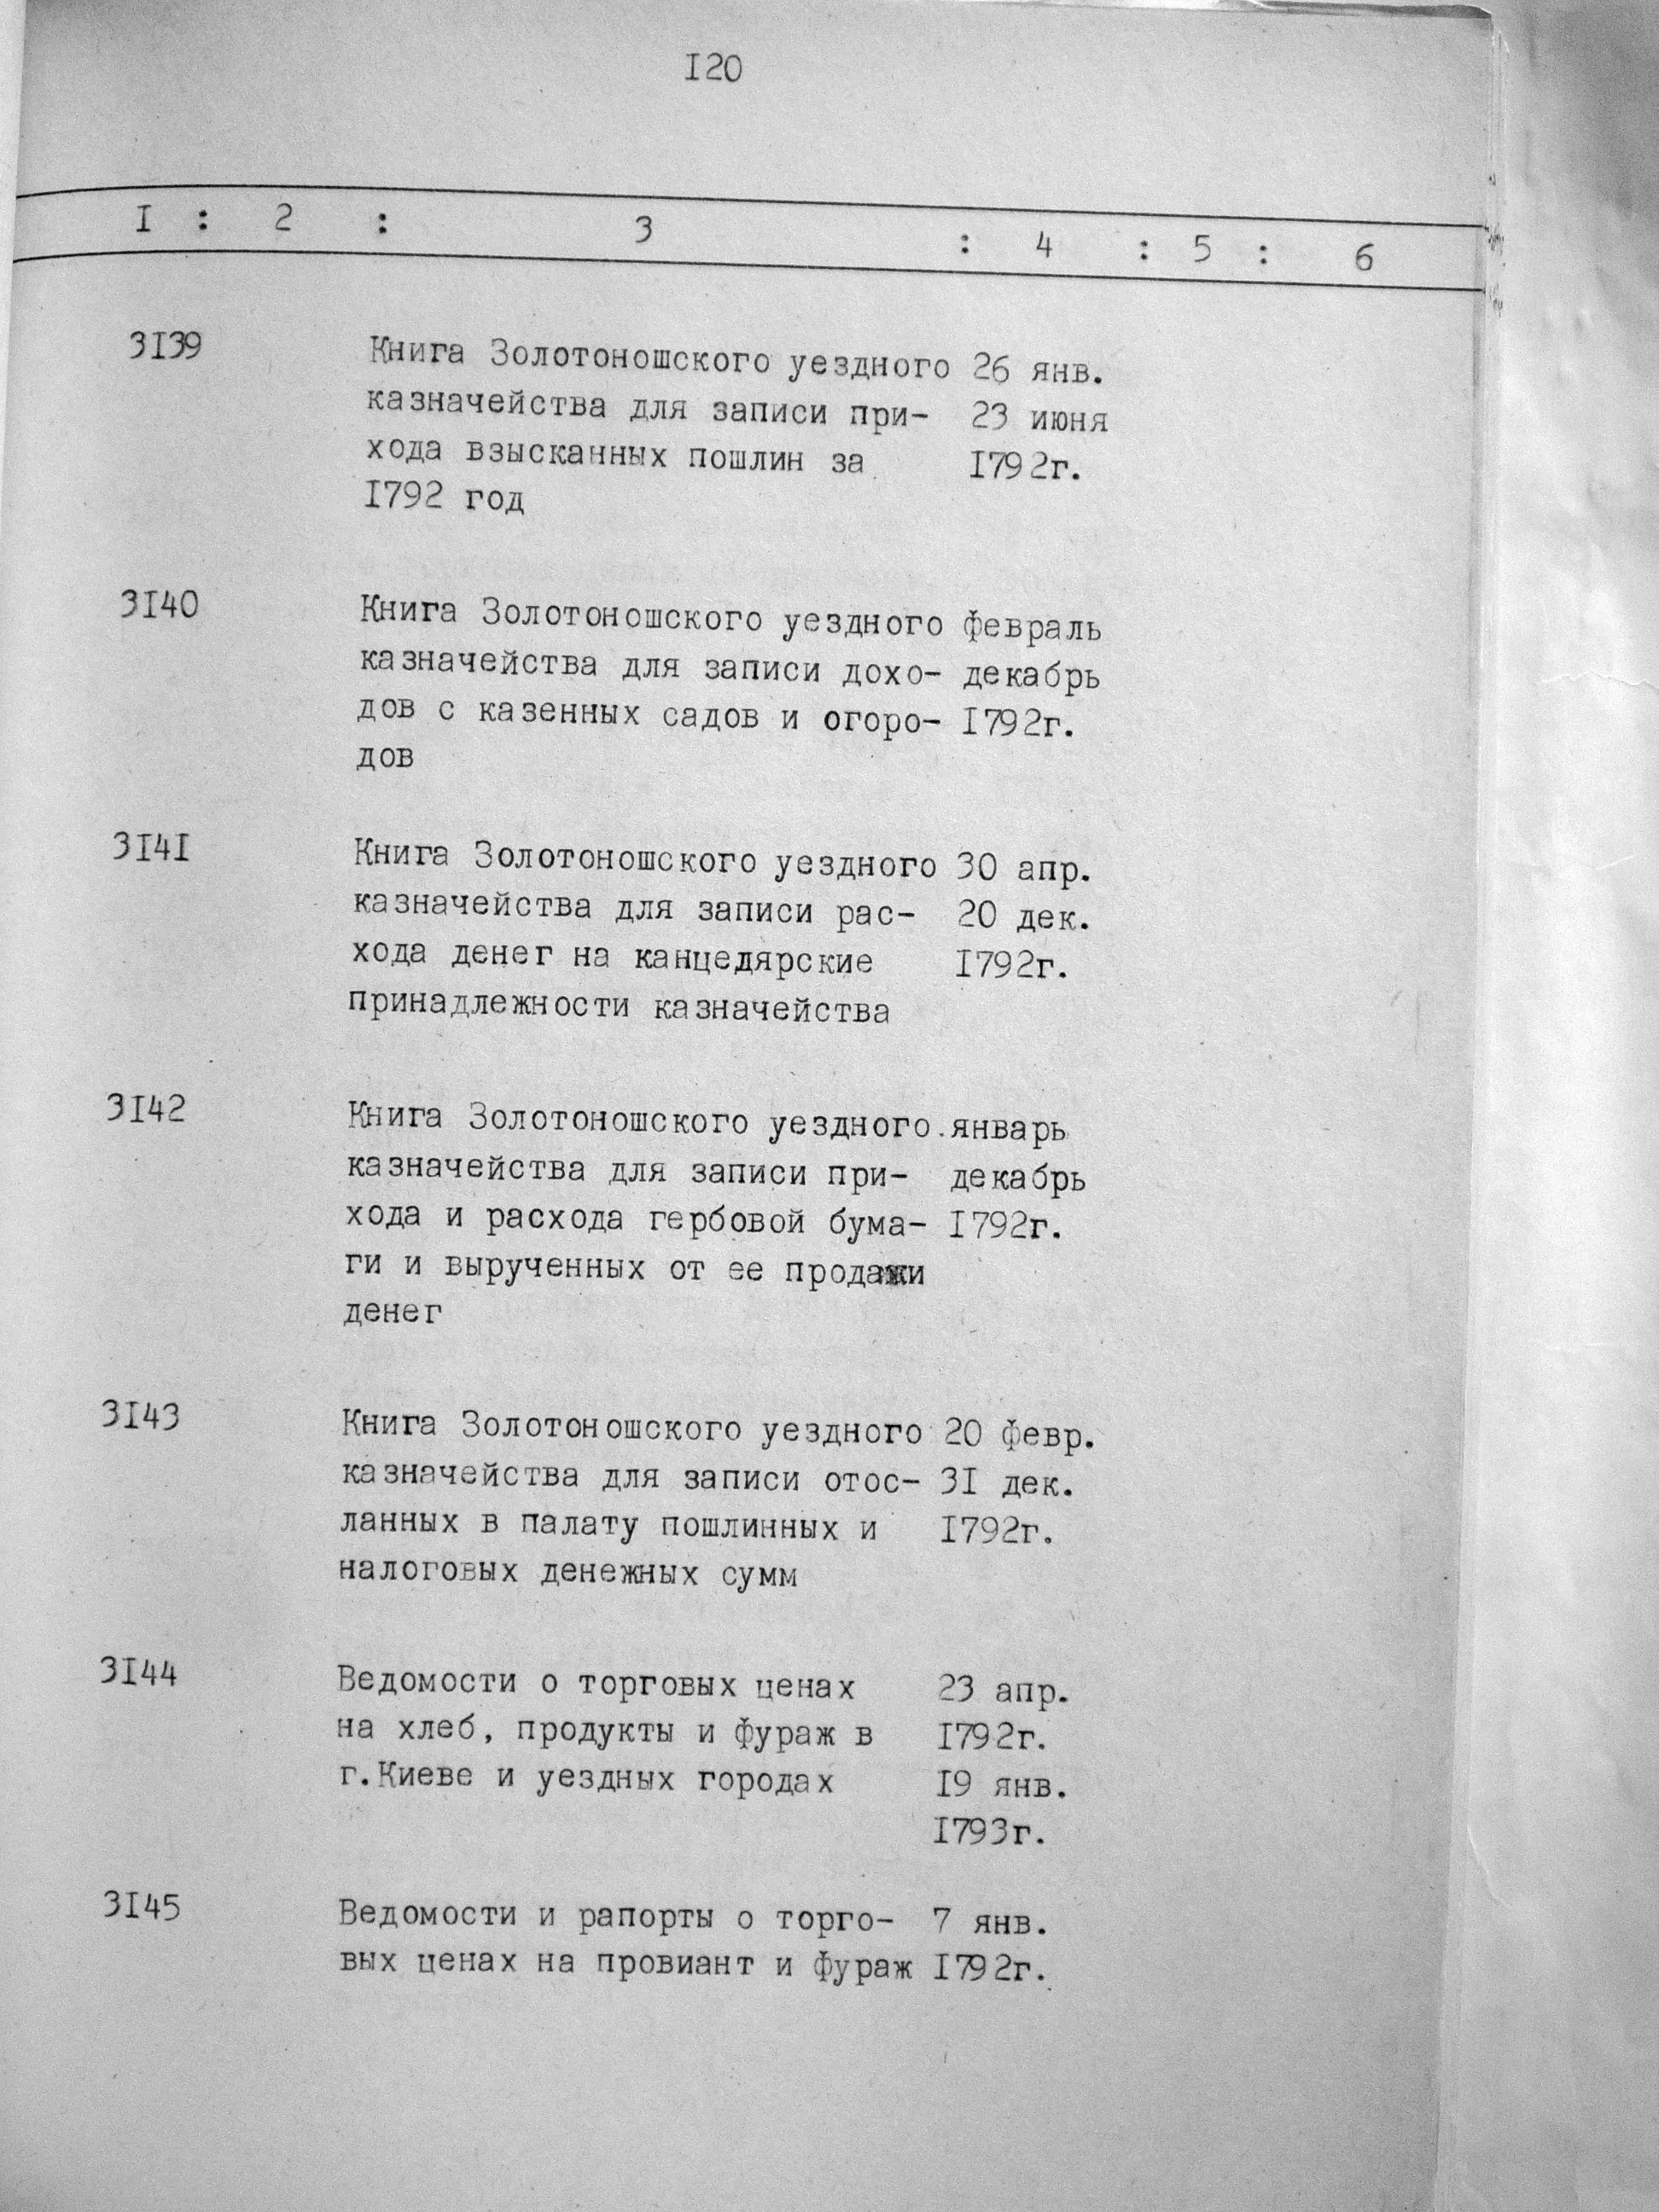 I20
I : 2 : 3 : 4 : 5 : 6
3I39 Книга Золотоношского уездного 26 янв.
казначейства для записи при- 23 июня
хода взысканных пошлин за I792г.
I792 год
3I40 Книга Золотоношского уездного февраль
казначейства для записи дохо- декабрь
дов с казенных садов и огоро- I792г.
дов
3I4I Книга Золотоношского уездного 30 апр.
казначейства для записи рас- 20 дек.
хода денег на канцелярские I792г.
принадлежности казначейства
3I42 Книга Золотоношского уездного январь
казначейства для записи при- декабрь
хода и расхода гербовой бума- I792г.
ги и вырученных от ее продажи
денег
3I43 Книга Золотоношского уездного 20 февр.
казначейства для записи отос- 3I дек.
ланных в палату пошлинных и I792г.
налоговых денежных сумм
3I44 Ведомости о торговых ценах 23 апр.
на хлеб, продукты и фураж в I792г.
г.Киеве и уездных городах I9 янв.
I793г.
3I45 Ведомости и рапорты о торго- 7 янв.
вых ценах на провиант и фураж I792г.